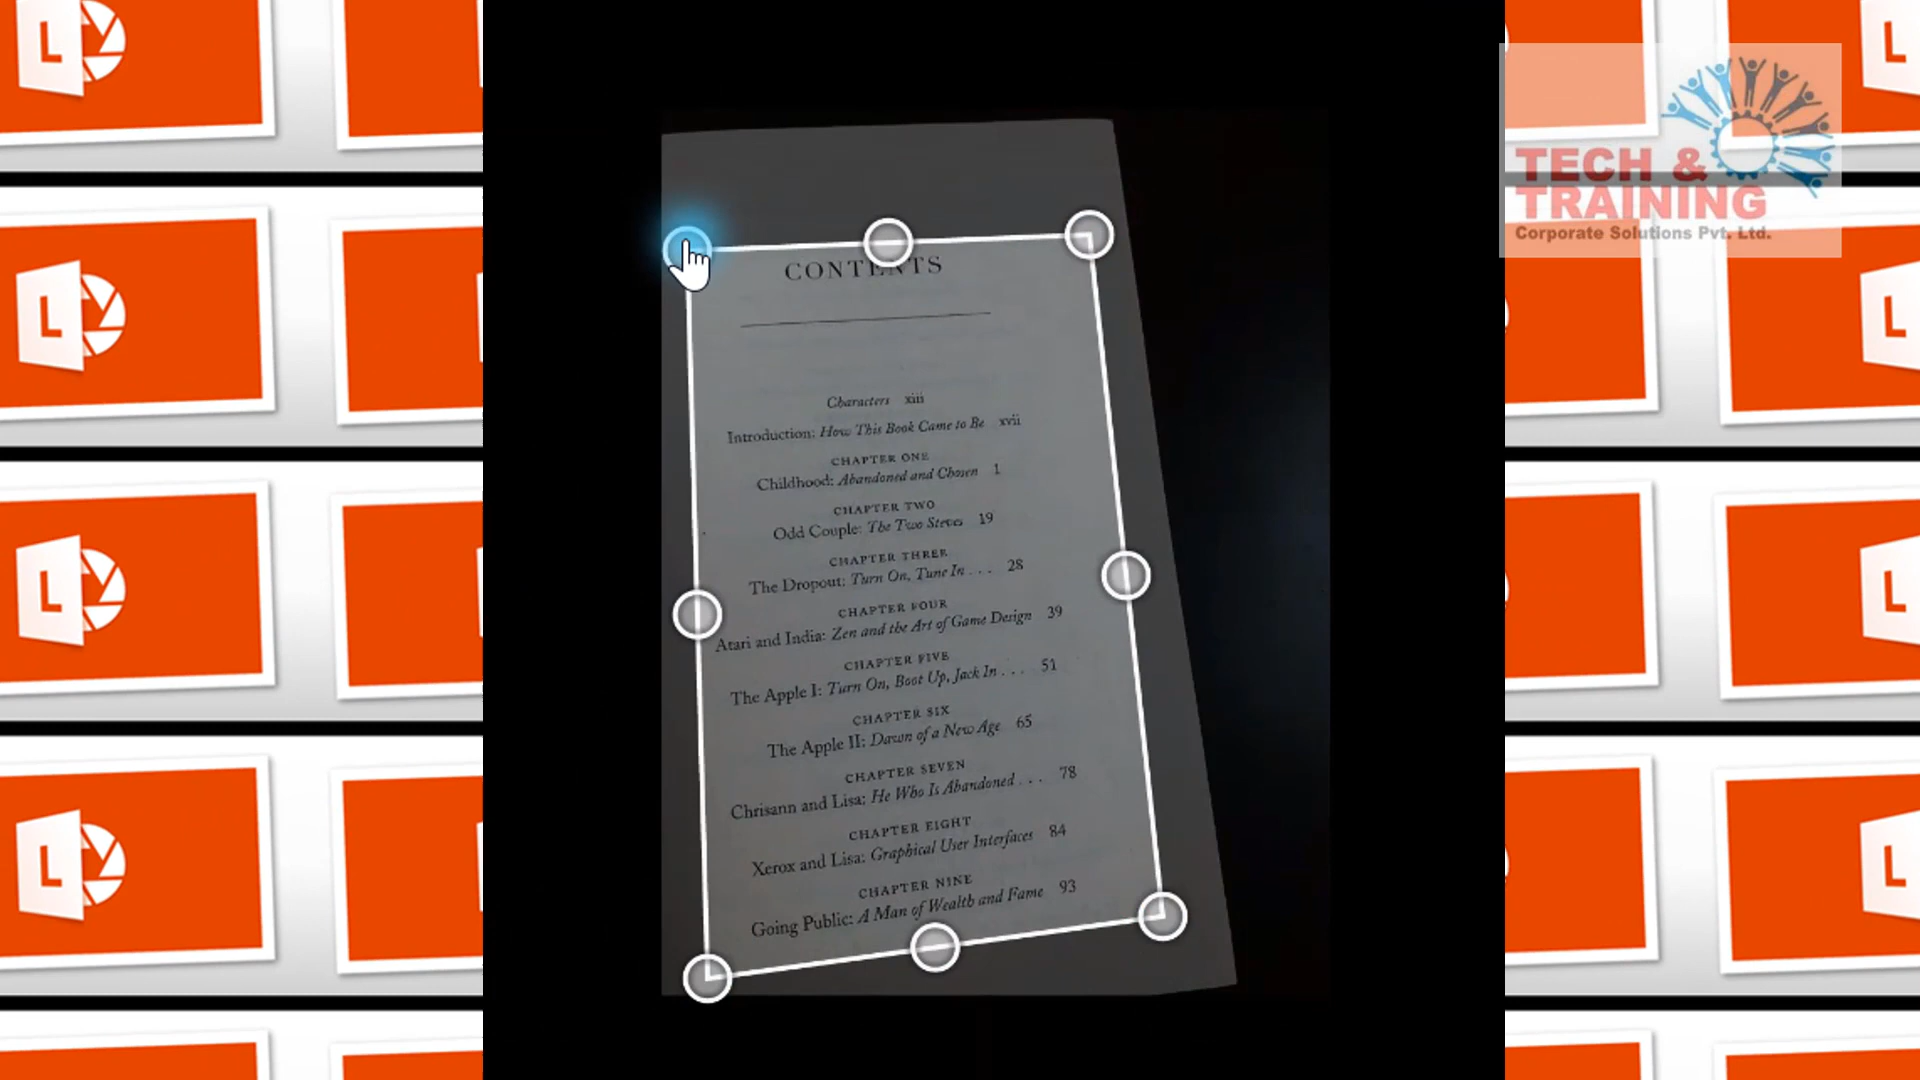 TECH &
TRAINING
Corporate Solutions Pvt. Ltd.
CONTENTS
Characters xiii
Introduction: How This Book Came to Be xvii
CHAPTER ONE
Childhood: Abandoned and Chosen 1
CHAPTER TWO
Odd Couple: The Two Steves 19
CHAPTER THREE
The Dropout: Turn On, Tune In . . . 28
CHAPTER FOUR
Atari and India: Zen and the Art of Game Design 39
CHAPTER FIVE
The Apple I: Turn On, Boot Up, Jack In . . . 51
CHAPTER SIX
The Apple II: Dawn of a New Age 65
CHAPTER SEVEN
Chrisann and Lisa: He Who Is Abandoned . . . 78
CHAPTER EIGHT
Xerox and Lisa: Graphical User Interfaces 84
CHAPTER NINE
Going Public: A Man of Wealth and Fame 93
L
L
L
L
L
L
L
L